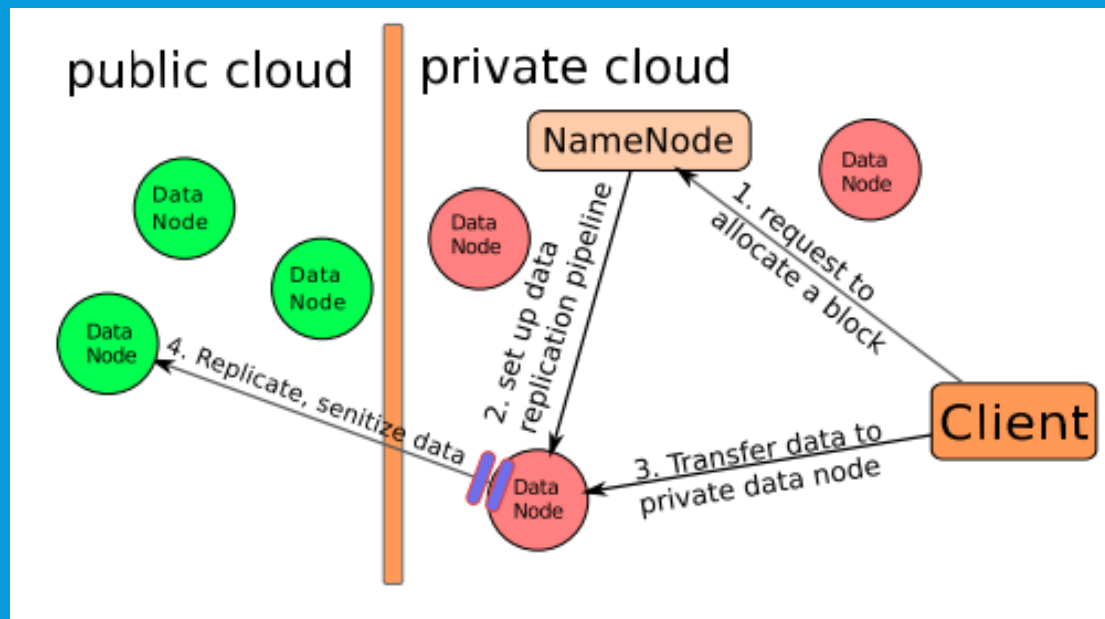 public cloud
private cloud
NameNode
Data
Node
Data
Node
Data
Node
Data
Node
Data
Node
1. request to
allocate a block
2. set up data
replication pipeline
4. Replicate, senitize data
Client
3. Transfer data to
private data node
Data
Node